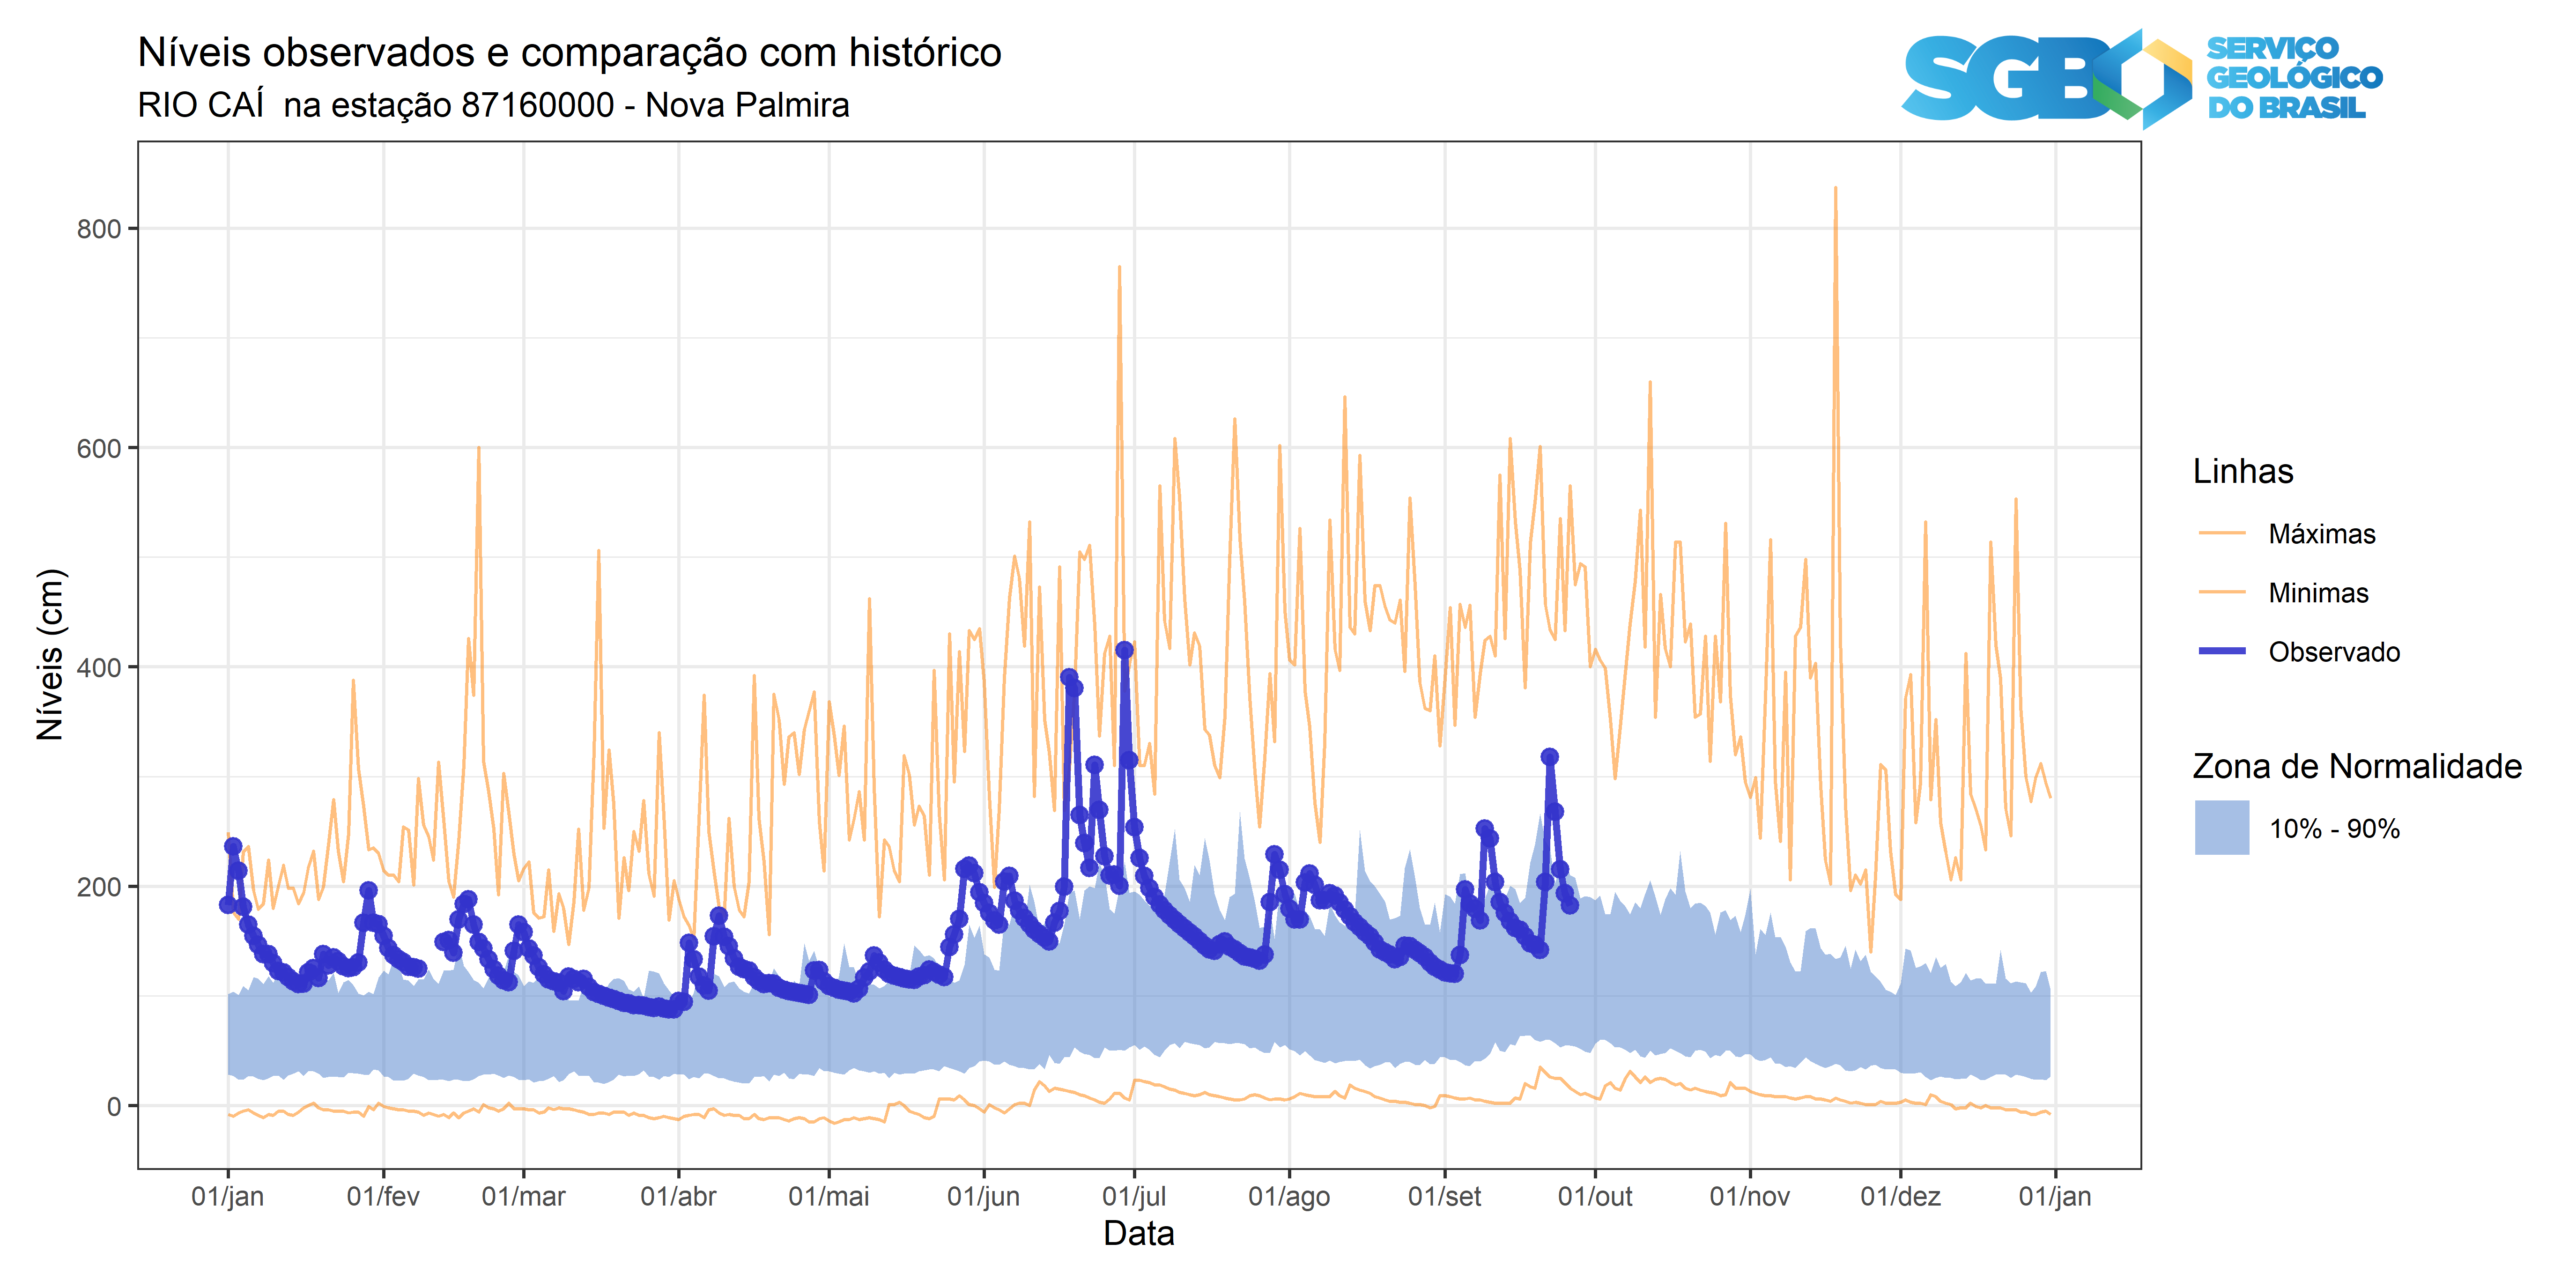 Níveis observados e comparação com histórico
RIO CAÍ  na estação 87160000 - Nova Palmira
SGB
SERVIÇO
GEOLÓGICO
DO BRASIL
Níveis (cm)
800
600
400
200
0
01/jan 01/fev 01/mar 01/abr 01/mai 01/jun 01/jul 01/ago 01/set 01/out 01/nov 01/dez 01/jan
Data
Linhas
Máximas
Minimas
Observado
Zona de Normalidade
10% - 90%